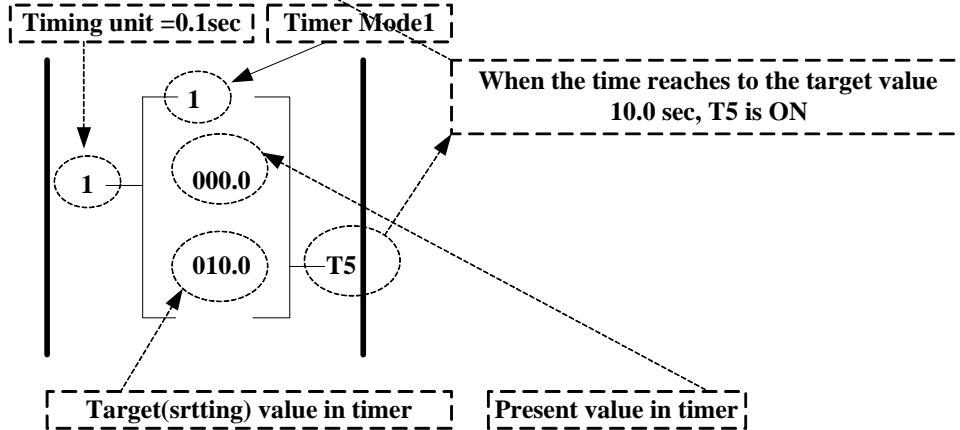 Timing unit =0.1sec
Timer Mode1
When the time reaches to the target value
10.0 sec, T5 is ON
1
000.0
1
010.0
T5
Target(srtting) value in timer
Present value in timer